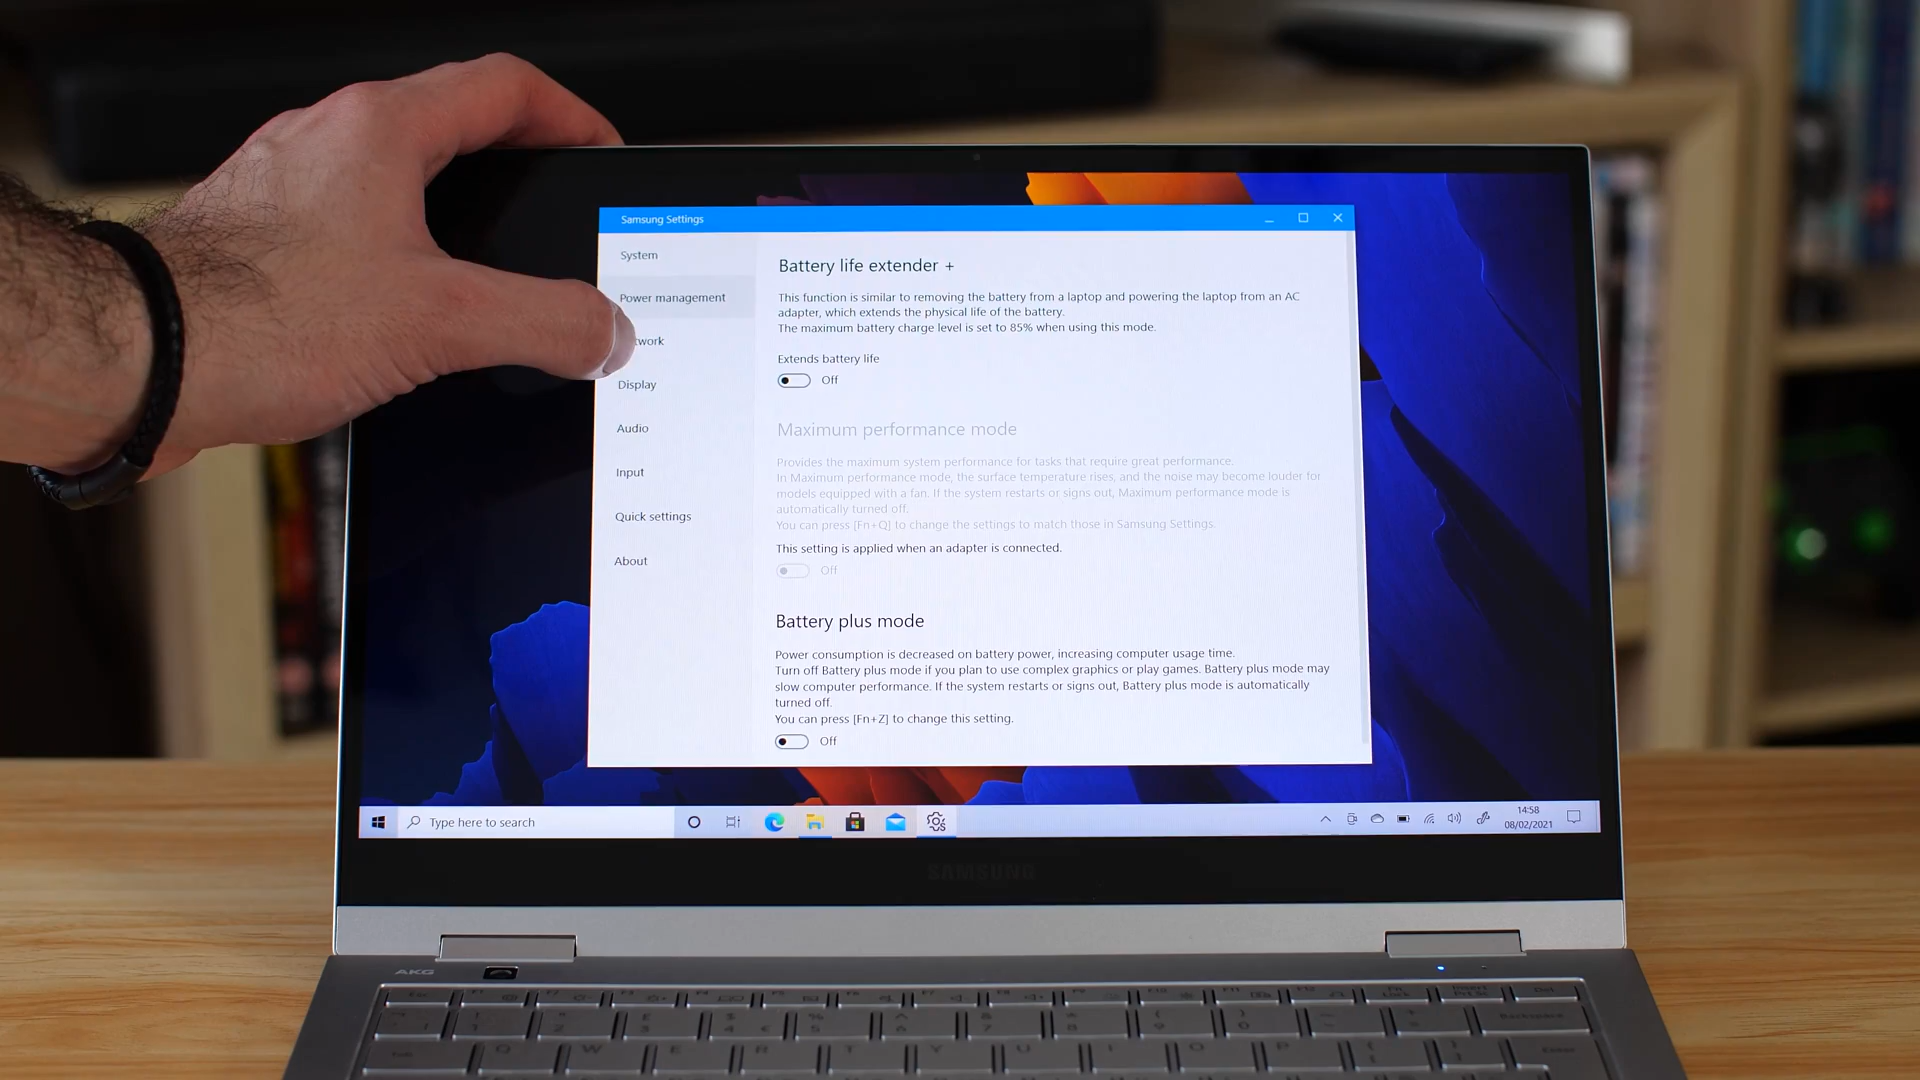 Samsung Settings
System
Power management
twork
Display
Audio
Input
Quick settings
About
Battery life extender +
This function is similar to removing the battery from a laptop and powering the laptop from an AC
adapter, which extends the physical life of the battery.
The maximum battery charge level is set to 85% when using this mode.
Extends battery life
Off
Maximum performance mode
Provides the maximum system performance for tasks that require great performance.
In Maximum performance mode, the surface temperature rises, and the noise may become louder for
models equipped with a fan. If the system restarts or signs out, Maximum performance mode is
automatically turned off.
You can press [Fn+Q] to change the settings to match those in Samsung Settings.
This setting is applied when an adapter is connected.
Off
Battery plus mode
Power consumption is decreased on battery power, increasing computer usage time.
Turn off Battery plus mode if you plan to use complex graphics or play games. Battery plus mode may
slow computer performance. If the system restarts or signs out, Battery plus mode is automatically
turned off.
You can press [Fn+Z] to change this setting.
Off
Type here to search
14:58
08/02/2021
SAMSUNG
AKG
Backspace
Tab Q W E R T Y U I O P Enter